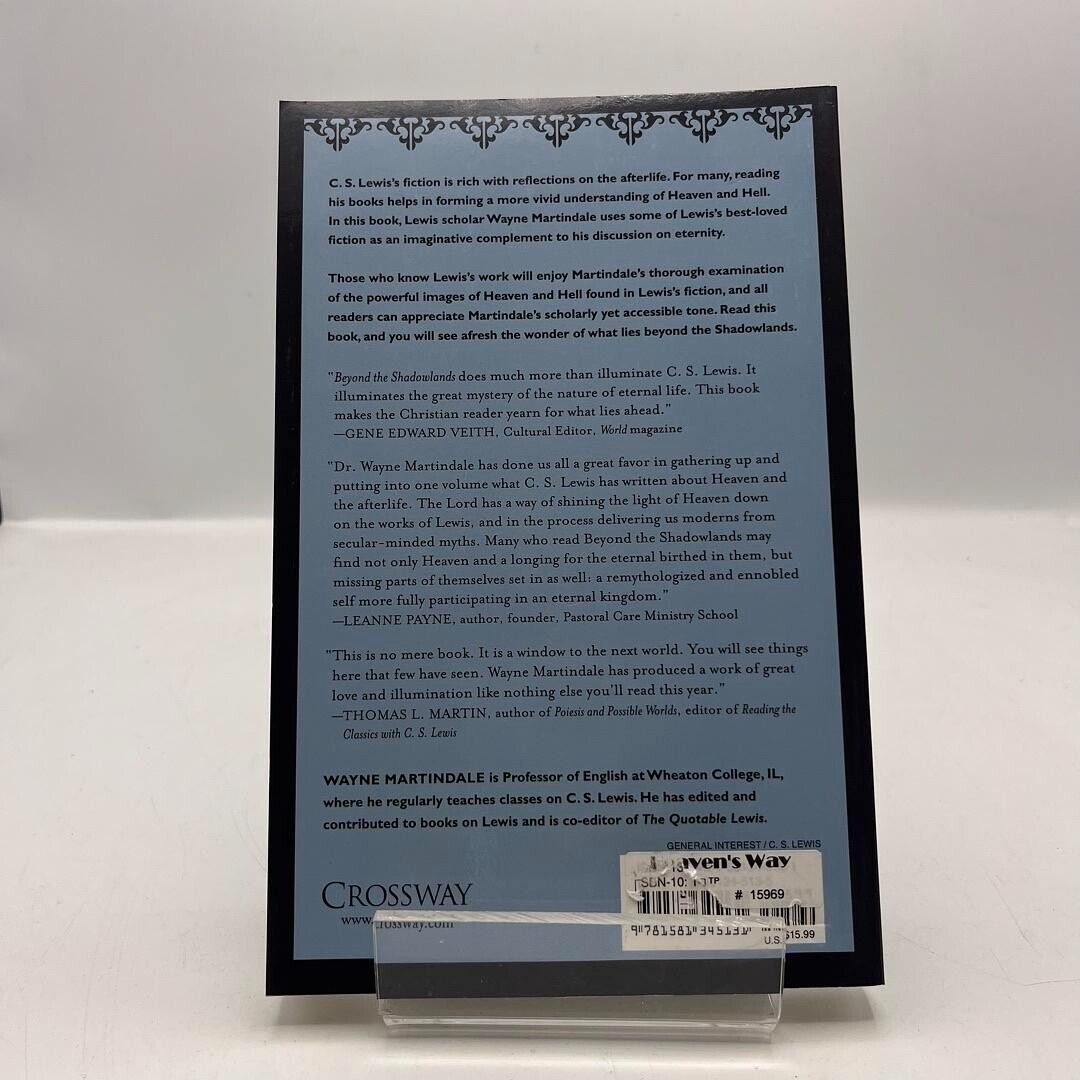 C. S. Lewis's fiction is rich with reflections on the afterlife. For many, reading
his books helps in forming a more vivid understanding of Heaven and Hell.
In this book, Lewis scholar Wayne Martindale uses some of Lewis's best-loved
fiction as an imaginative complement to his discussion on eternity.
Those who know Lewis's work will enjoy Martindale's thorough examination
of the powerful images of Heaven and Hell found in Lewis's fiction, and all
readers can appreciate Martindale's scholarly yet accessible tone. Read this
book, and you will see afresh the wonder of what lies beyond the Shadowlands.
"Beyond the Shadowlands does much more than illuminate C. S. Lewis. It
illuminates the great mystery of the nature of eternal life. This book
makes the Christian reader yearn for what lies ahead."
—GENE EDWARD VEITH, Cultural Editor, World magazine
"Dr. Wayne Martindale has done us all a great favor in gathering up and
putting into one volume what C. S. Lewis has written about Heaven and
the afterlife. The Lord has a way of shining the light of Heaven down
on the works of Lewis, and in the process delivering us moderns from
secular-minded myths. Many who read Beyond the Shadowlands may
find not only Heaven and a longing for the eternal birthed in them, but
missing parts of themselves set in as well: a remythologized and ennobled
self more fully participating in an eternal kingdom."
—LEANNE PAYNE, author, founder, Pastoral Care Ministry School
"This is no mere book. It is a window to the next world. You will see things
here that few have seen. Wayne Martindale has produced a work of great
love and illumination like nothing else you'll read this year."
—THOMAS L. MARTIN, author of Poiesis and Possible Worlds, editor of Reading the
Classics with C. S. Lewis
WAYNE MARTINDALE is Professor of English at Wheaton College, IL,
where he regularly teaches classes on C. S. Lewis. He has edited and
contributed to books on Lewis and is co-editor of The Quotable Lewis.
GENERAL INTEREST / C. S. LEWIS
Way
TP
# 15969
CROSSWAY
www.crossway.com
9 781581 345131
U.S. $15.99